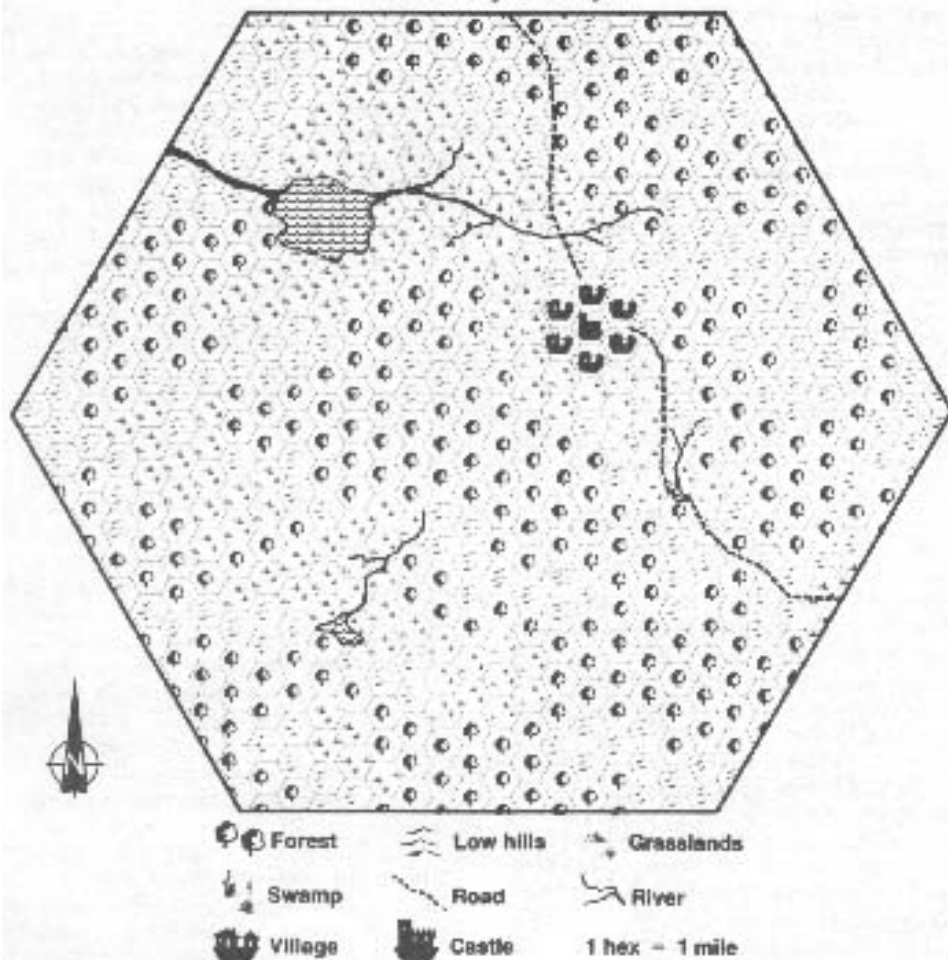 N
Forest Low hills Grasslands
Swamp Road River
Village Castle 1 hex - 1 mile